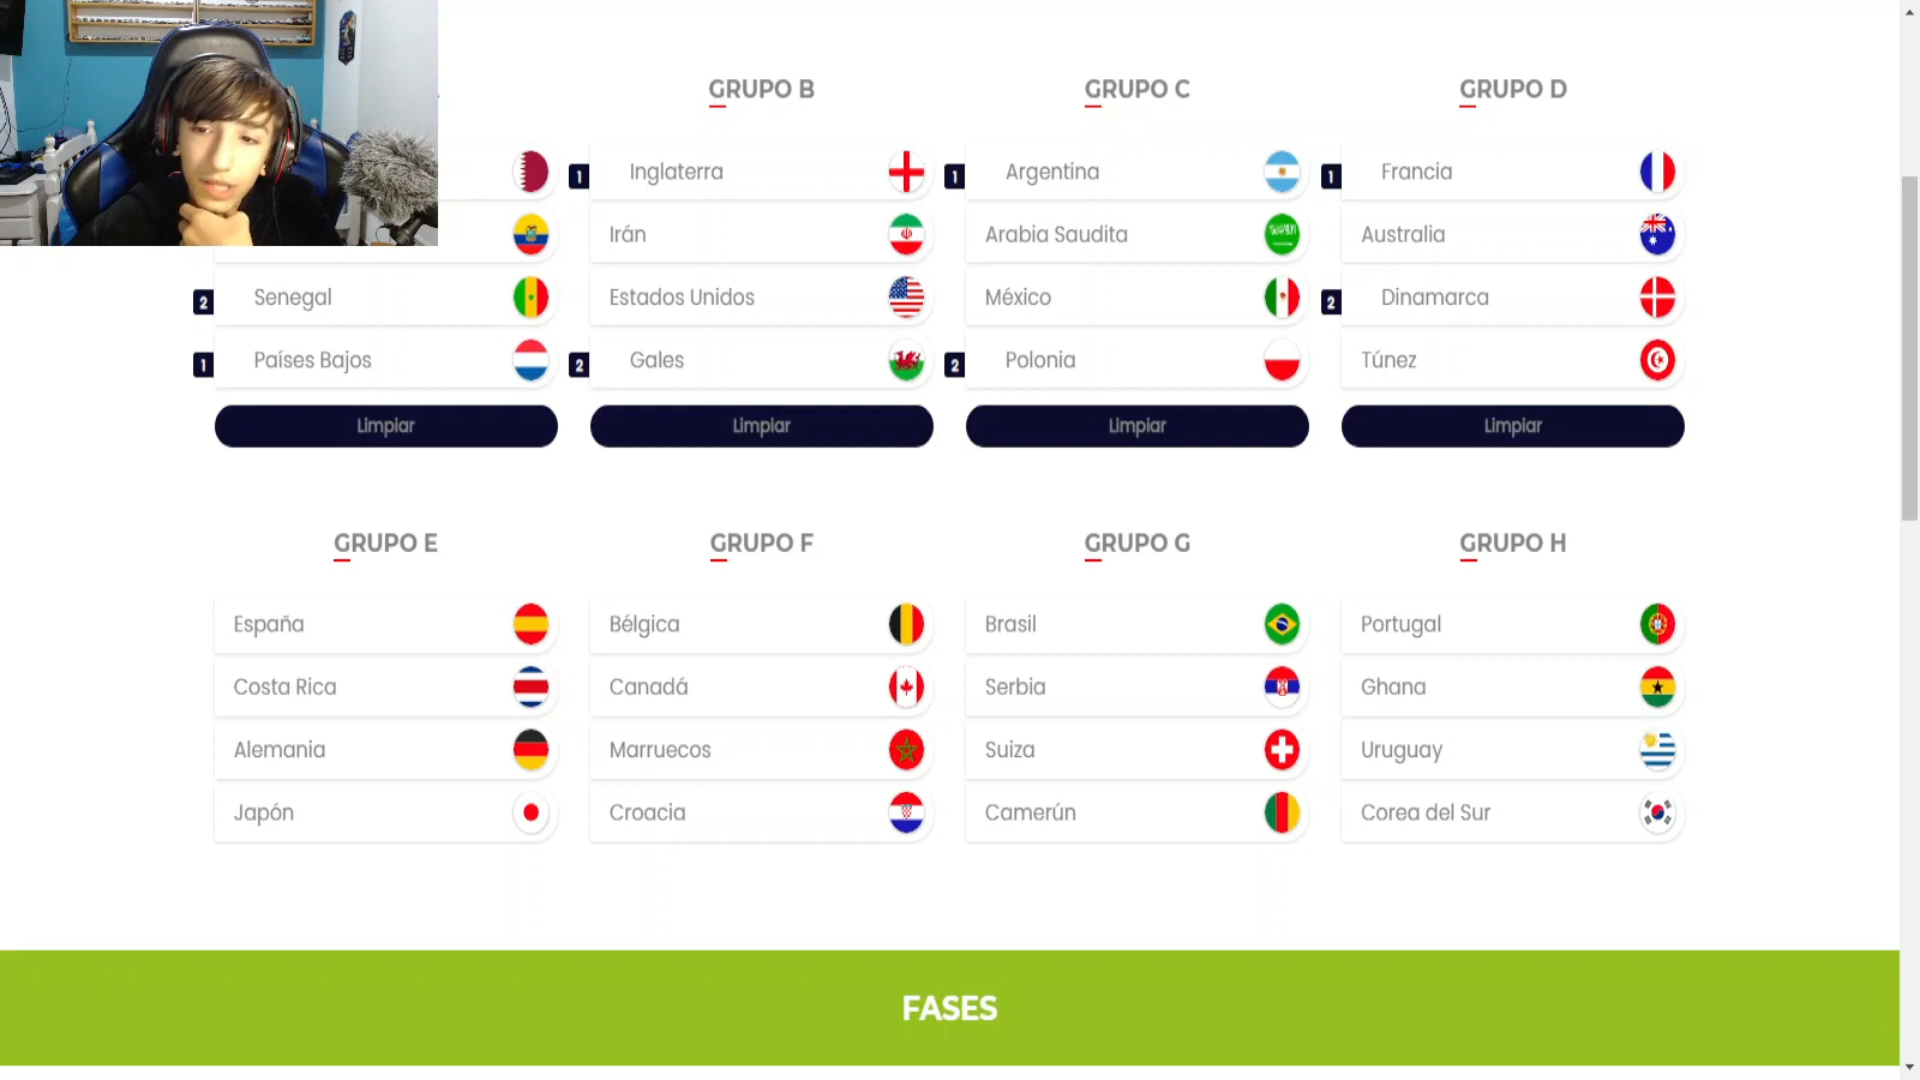 GRUPO B
GRUPO C
GRUPO D
1 Inglaterra
1 Argentina
1 Francia
Irán
Arabia Saudita
Australia
2 Senegal
Estados Unidos
México
2 Dinamarca
1 Países Bajos
2 Gales
2 Polonia
Túnez
Limpiar
Limpiar
Limpiar
Limpiar
GRUPO E
GRUPO F
GRUPO G
GRUPO H
España
Bélgica
Brasil
Portugal
Costa Rica
Canadá
Serbia
Ghana
Alemania
Marruecos
Suiza
Uruguay
Japón
Croacia
Camerún
Corea del Sur
FASES